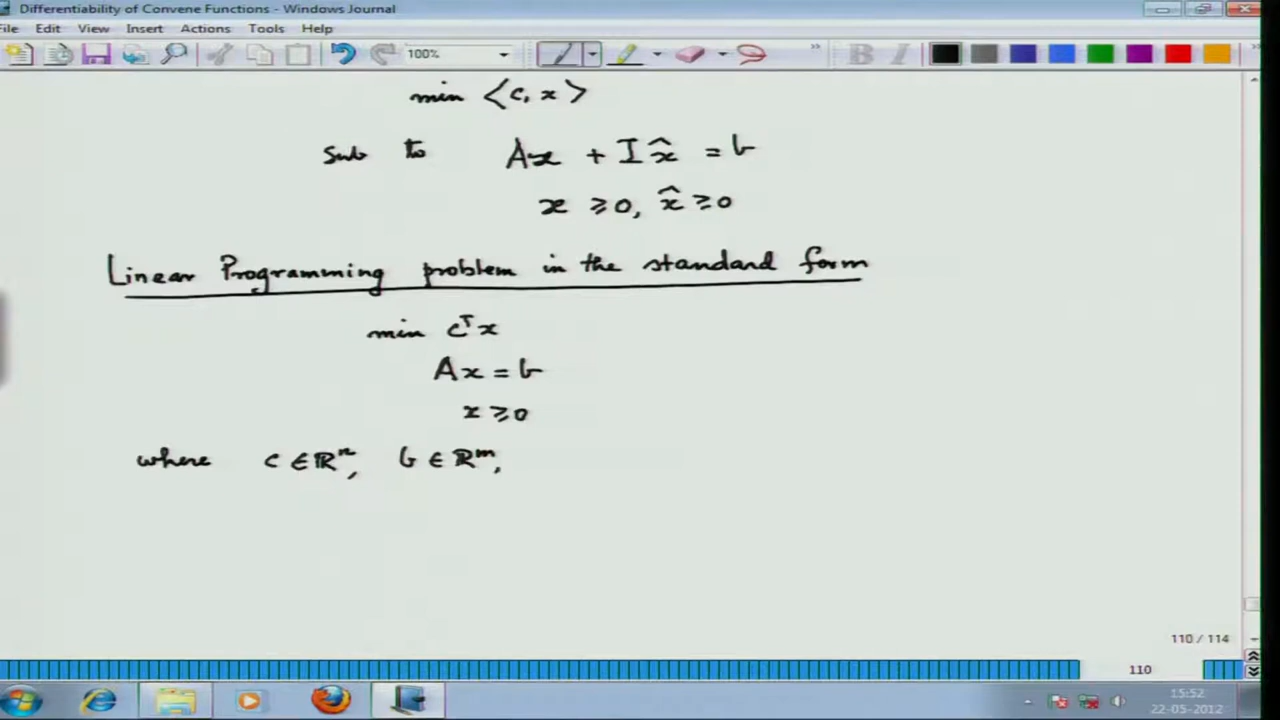 Differentiability of Convene Functions - Windows Journal
File Edit View Insert Actions Tools Help
100%
min <c, x>
Sub to Ax + Ix̂ = b
x ≥ 0, x̂ ≥ 0
Linear Programming problem in the standard form
min cᵀx
Ax = b
x ≥ 0
where c ∈ ℝⁿ, b ∈ ℝᵐ,
110 / 114
110
15:52
22-05-2012